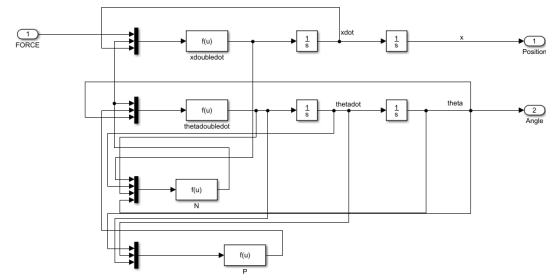 xdot
1
FORCE
f(u)
xdoubledot
1
s
1
s
x
1
Position
f(u)
thetadoubledot
1
s
thetadot
1
s
theta
2
Angle
f(u)
N
f(u)
P